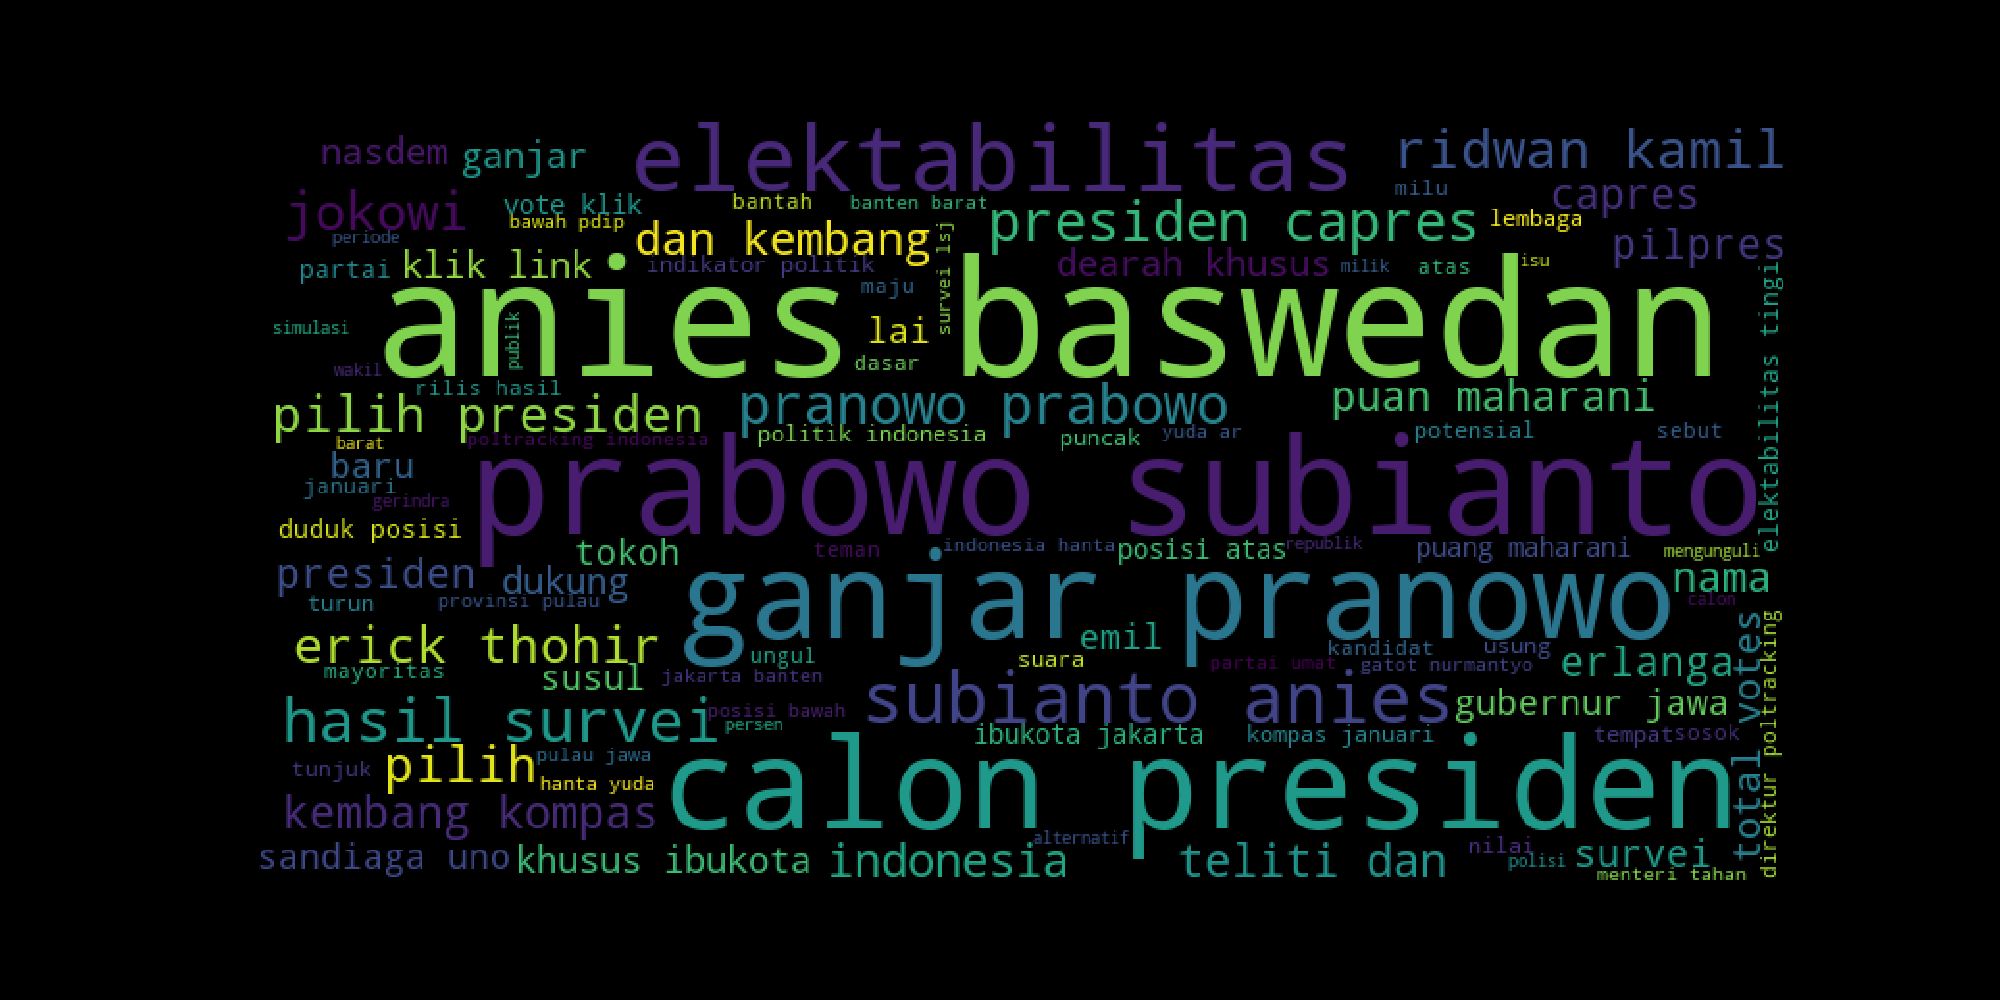 elektabilitas
nasdem
ganjar
ridwan kamil
jokowi
vote klik
bantah
banten barat
milu
capres
bawah pdip
periode
dan kembang
presiden capres
lembaga
pilpres
partai
klik link
indikator politik
survei lsj
dearah khusus
milik
atas
isu
anies baswedan
maju
simulasi
publik
lai
dasar
elektabilitas tingi
wakil
rilis hasil
pilih presiden
pranowo prabowo
puan maharani
barat
poltracking indonesia
politik indonesia
puncak
yuda ar
potensial
sebut
baru
januari
gerindra
prabowo subianto
duduk posisi
tokoh
teman
indonesia hanta
posisi atas
republik
puang maharani
mengunguli
presiden
dukung
ganjar pranowo
nama
turun
provinsi pulau
calon
erick thohir
ungul
emil
suara
kandidat
usung
total votes
direktur poltracking
mayoritas
susul
jakarta banten
partai umat
gatot nurmantyo
erlanga
hasil survei
posisi bawah
persen
subianto anies
gubernur jawa
ibukota jakarta
kompas januari
tempat
sosok
tunjuk
pilih
pulau jawa
hanta yuda
calon presiden
kembang kompas
alternatif
sandiaga uno
khusus ibukota
indonesia
teliti dan
nilai
polisi
survei
menteri tahan